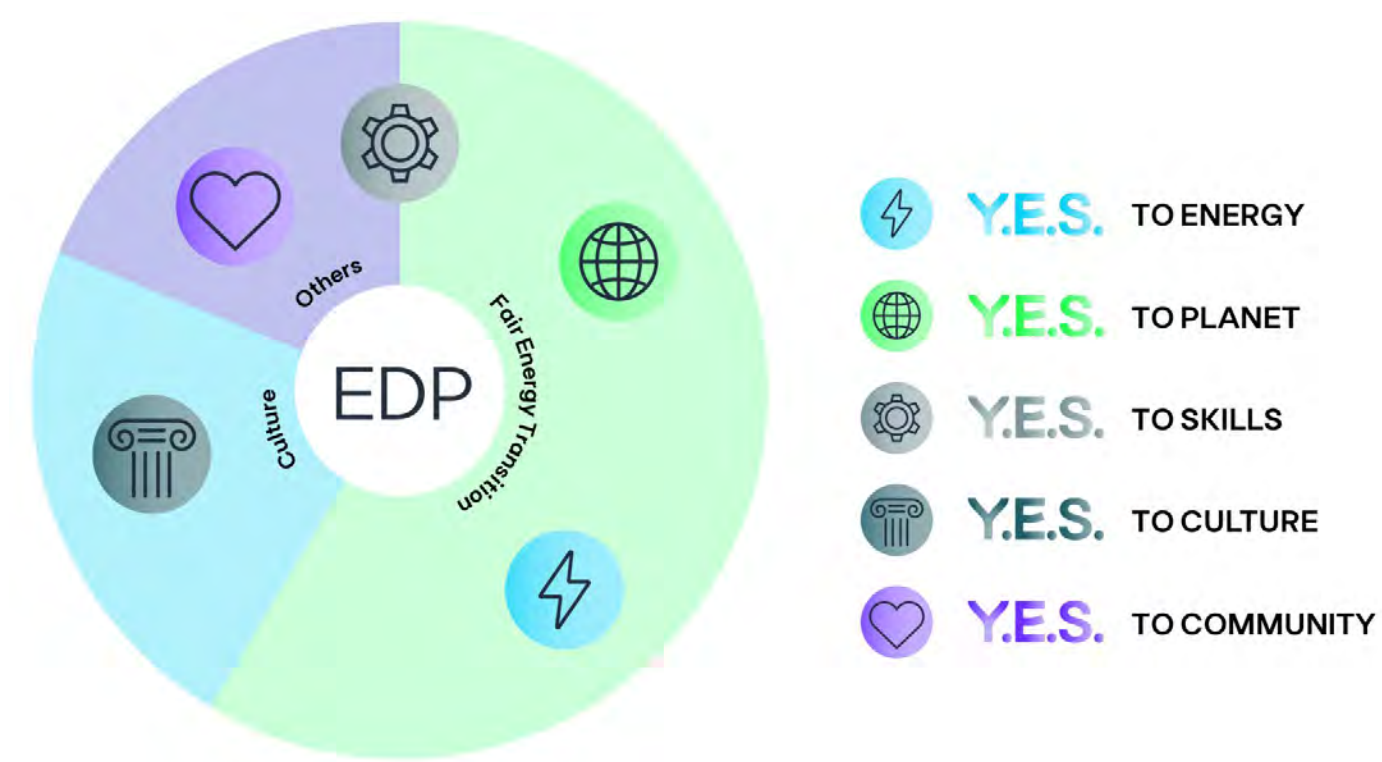 Others
Fair Energy Transition
Culture
EDP
Y.E.S. TO ENERGY
Y.E.S. TO PLANET
Y.E.S. TO SKILLS
Y.E.S. TO CULTURE
Y.E.S. TO COMMUNITY